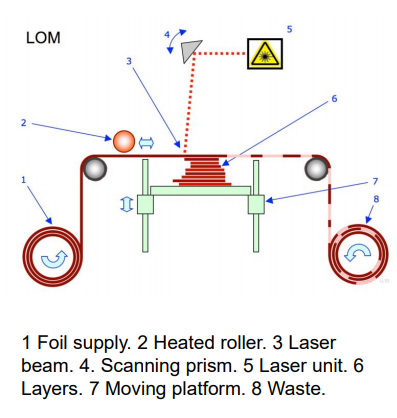 LOM
4
5
3
6
2
1
7
8
1 Foil supply. 2 Heated roller. 3 Laser
beam. 4. Scanning prism. 5 Laser unit. 6
Layers. 7 Moving platform. 8 Waste.